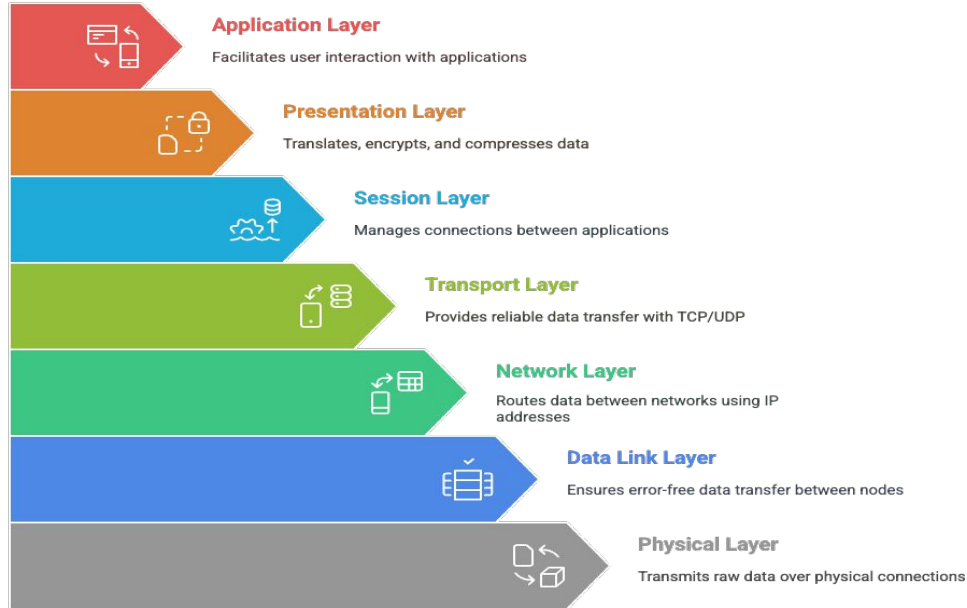 Application Layer
Facilitates user interaction with applications
Presentation Layer
Translates, encrypts, and compresses data
Session Layer
Manages connections between applications
Transport Layer
Provides reliable data transfer with TCP/UDP
Network Layer
Routes data between networks using IP
addresses
Data Link Layer
Ensures error-free data transfer between nodes
Physical Layer
Transmits raw data over physical connections